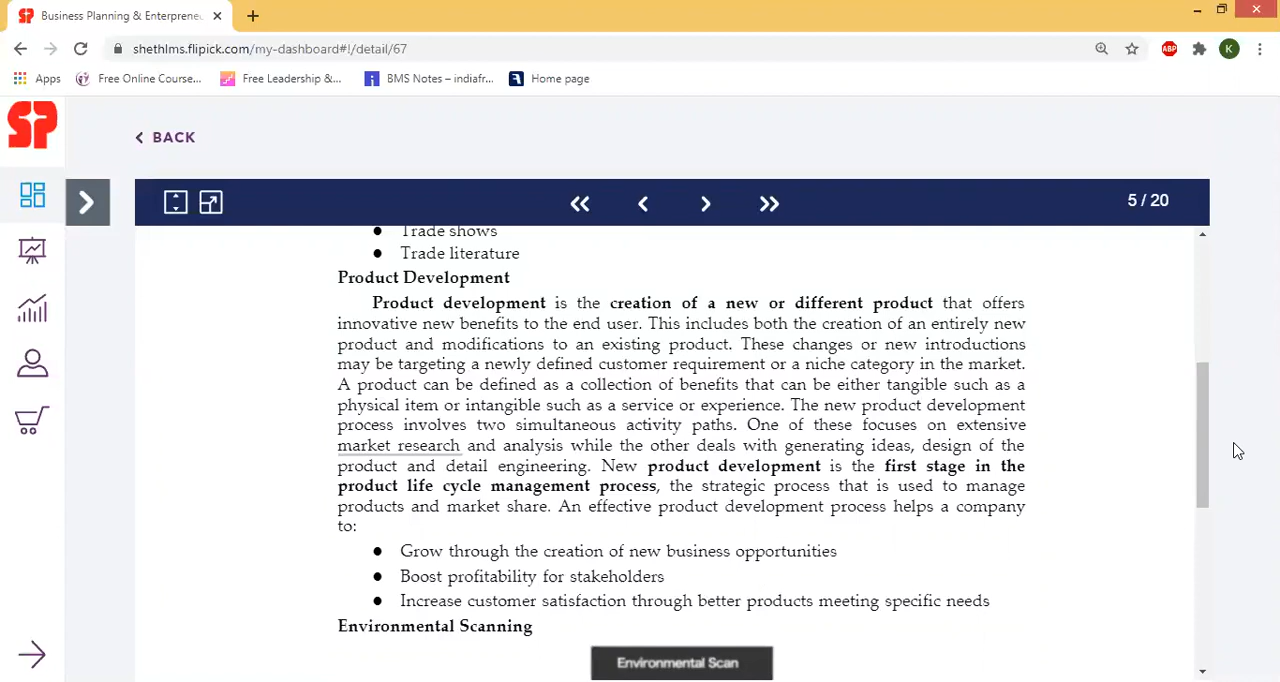 Business Planning & Enterprene
shethlms.flipick.com/my-dashboard#!/detail/67
ABP
K
Apps
Free Online Course...
Free Leadership &...
BMS Notes – indiafr...
Home page
SP
BACK
5 / 20
Trade shows
Trade literature
Product Development
Product development is the creation of a new or different product that offers
innovative new benefits to the end user. This includes both the creation of an entirely new
product and modifications to an existing product. These changes or new introductions
may be targeting a newly defined customer requirement or a niche category in the market.
A product can be defined as a collection of benefits that can be either tangible such as a
physical item or intangible such as a service or experience. The new product development
process involves two simultaneous activity paths. One of these focuses on extensive
market research and analysis while the other deals with generating ideas, design of the
product and detail engineering. New product development is the first stage in the
product life cycle management process, the strategic process that is used to manage
products and market share. An effective product development process helps a company
to:
Grow through the creation of new business opportunities
Boost profitability for stakeholders
Increase customer satisfaction through better products meeting specific needs
Environmental Scanning
Environmental Scan